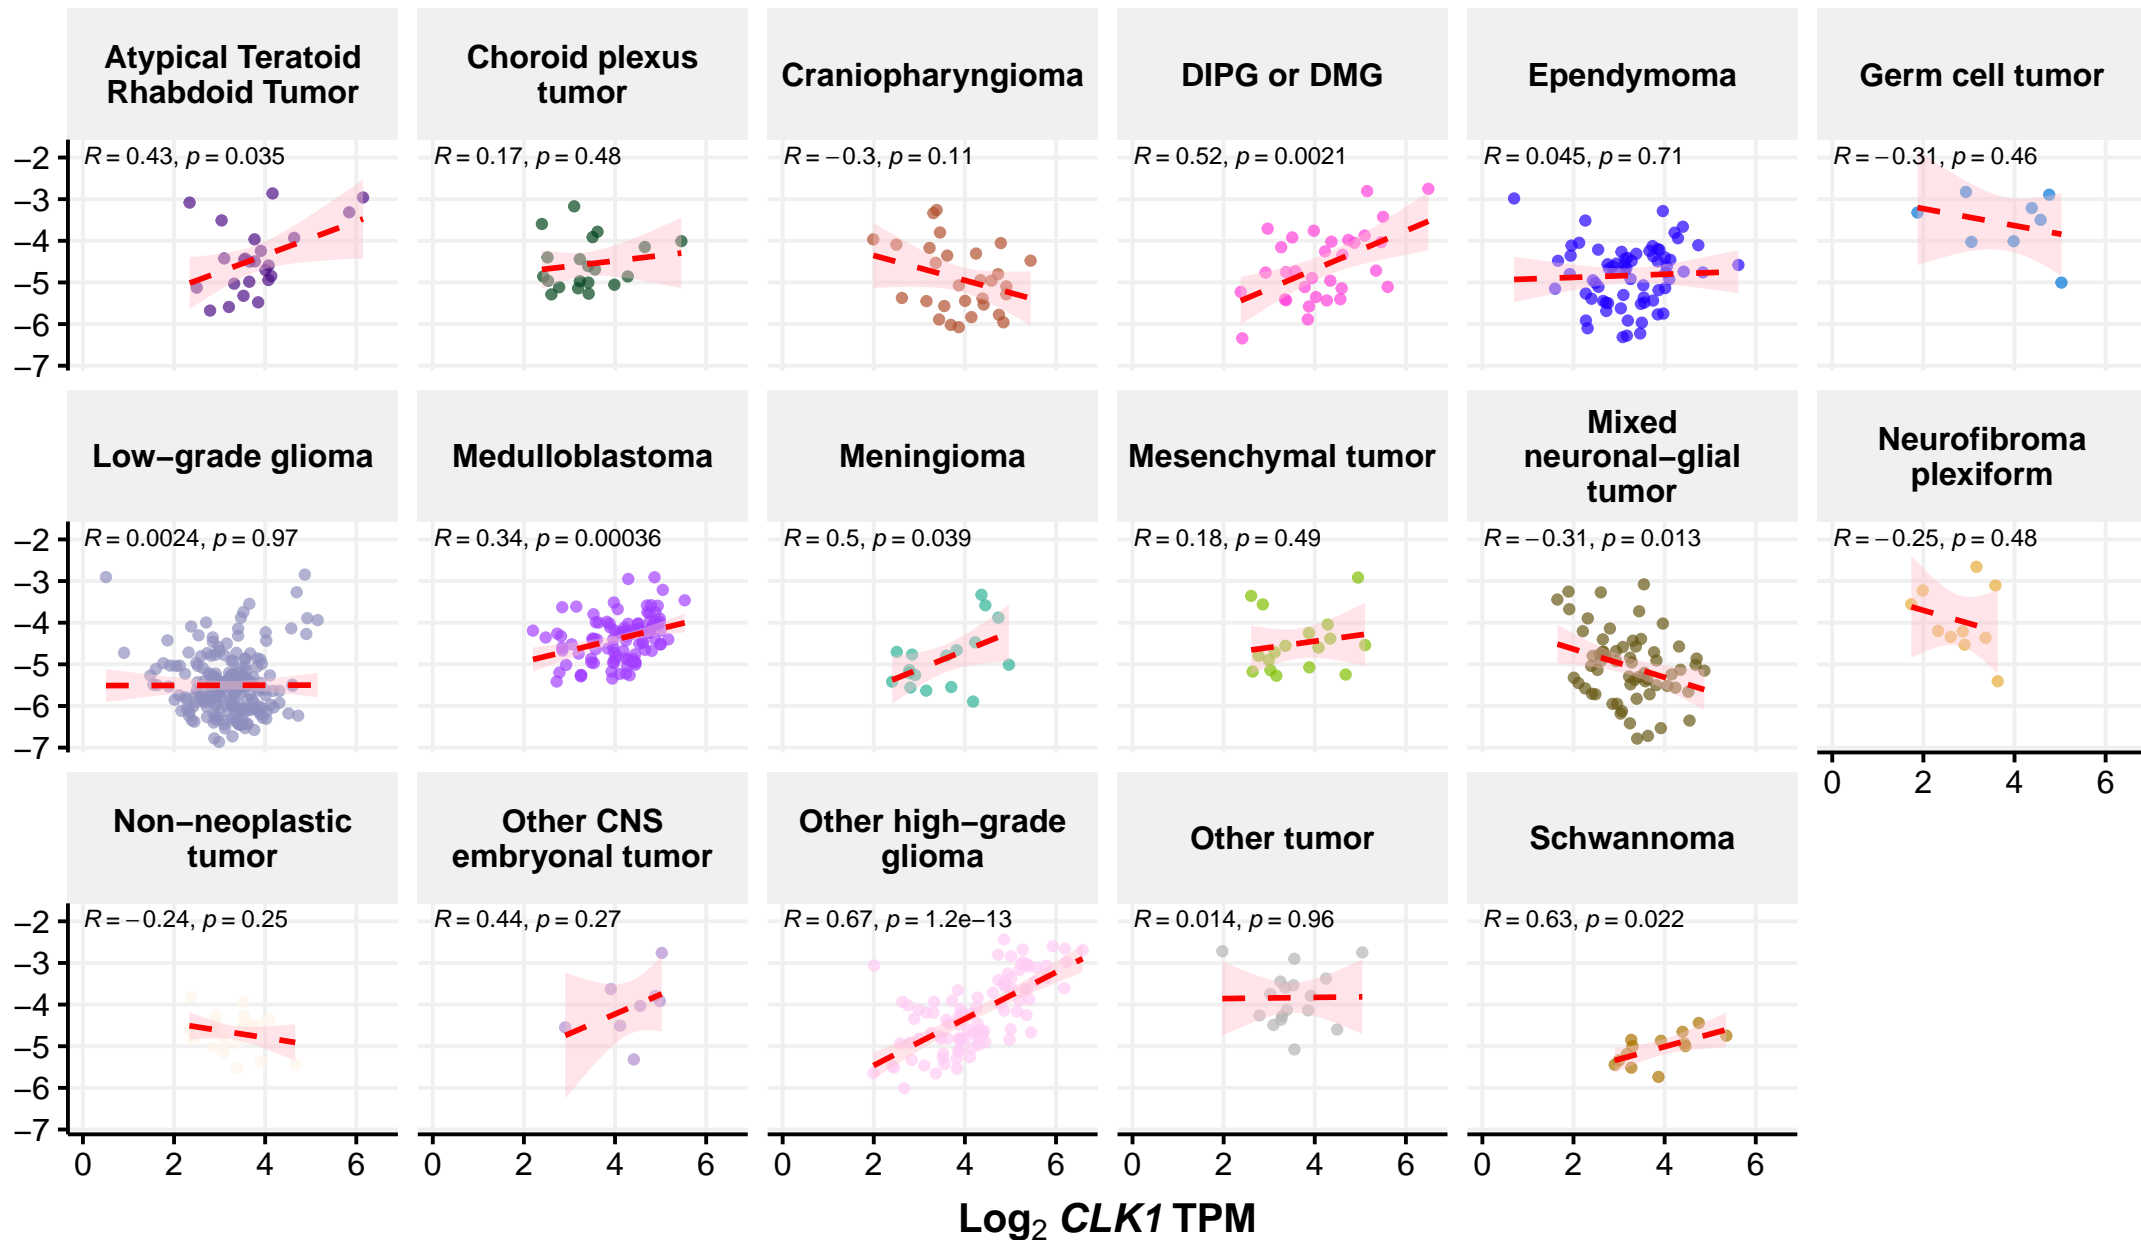 Atypical Teratoid
Rhabdoid Tumor
Choroid plexus
tumor
Craniopharyngioma
DIPG or DMG
Ependymoma
Germ cell tumor
R = 0.43, p = 0.035
R = 0.17, p = 0.48
R = −0.3, p = 0.11
R = 0.52, p = 0.0021
R = 0.045, p = 0.71
R = −0.31, p = 0.46
−2
−3
−4
−5
−6
−7
Low−grade glioma
Medulloblastoma
Meningioma
Mesenchymal tumor
Mixed
neuronal−glial
tumor
Neurofibroma
plexiform
R = 0.0024, p = 0.97
R = 0.34, p = 0.00036
R = 0.5, p = 0.039
R = 0.18, p = 0.49
R = −0.31, p = 0.013
R = −0.25, p = 0.48
−2
−3
−4
−5
−6
−7
0 2 4 6
Non−neoplastic
tumor
Other CNS
embryonal tumor
Other high−grade
glioma
Other tumor
Schwannoma
R = −0.24, p = 0.25
R = 0.44, p = 0.27
R = 0.67, p = 1.2e−13
R = 0.014, p = 0.96
R = 0.63, p = 0.022
−2
−3
−4
−5
−6
−7
0 2 4 6
0 2 4 6
0 2 4 6
0 2 4 6
0 2 4 6
Log₂ CLK1 TPM